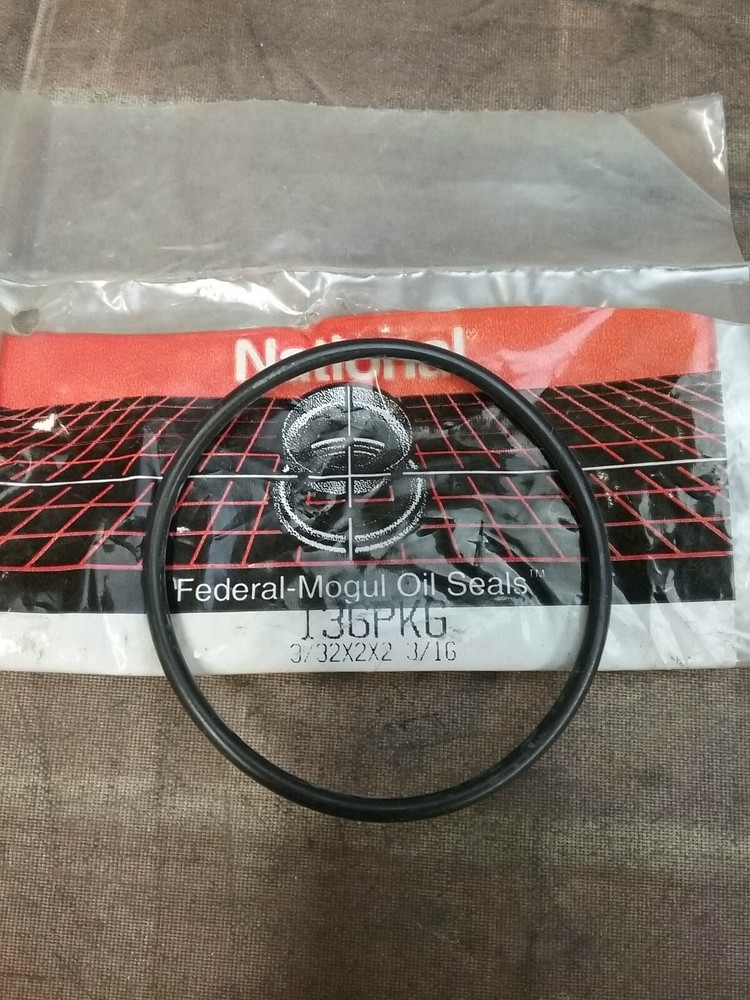 National
Federal-Mogul Oil Seals™
136PKG
3/32X2X2 3/16